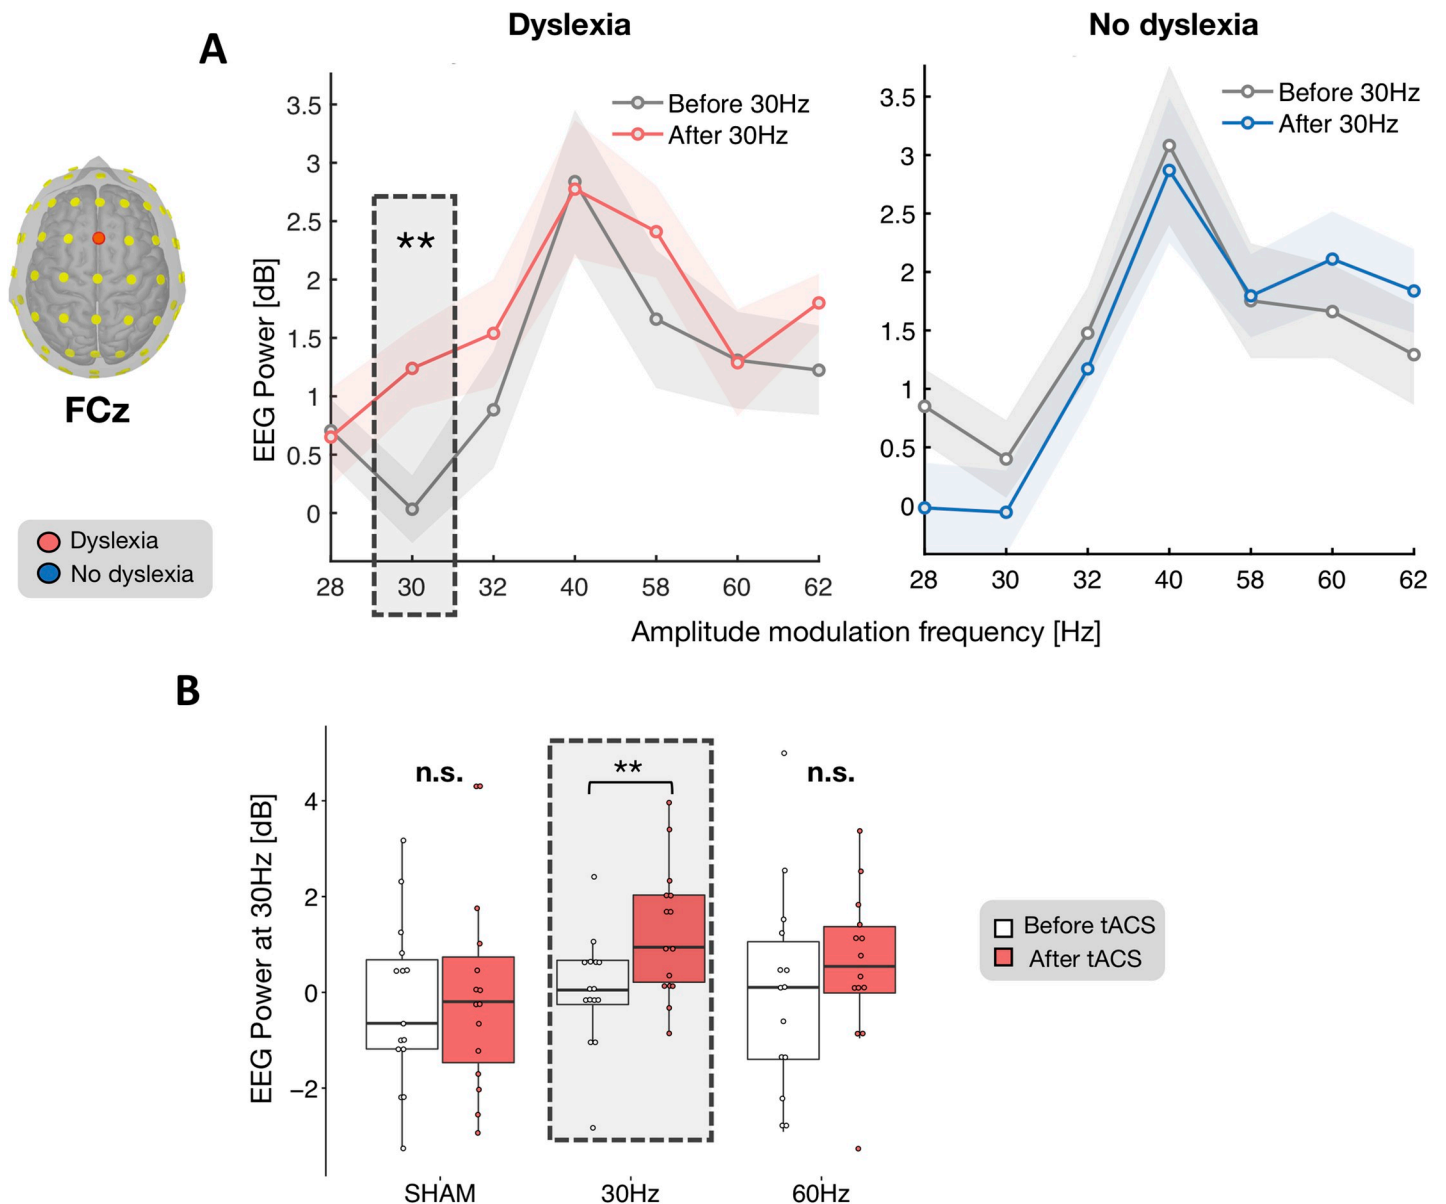 A
Dyslexia
No dyslexia
Before 30Hz
After 30Hz
Before 30Hz
After 30Hz
EEG Power [dB]
3.5
3
2.5
2
1.5
1
0.5
0
**
28 30 32 40 58 60 62
3.5
3
2.5
2
1.5
1
0.5
0
28 30 32 40 58 60 62
Amplitude modulation frequency [Hz]
FCz
Dyslexia
No dyslexia
B
EEG Power at 30Hz [dB]
4
2
0
−2
n.s.
**
n.s.
SHAM 30Hz 60Hz
Before tACS
After tACS